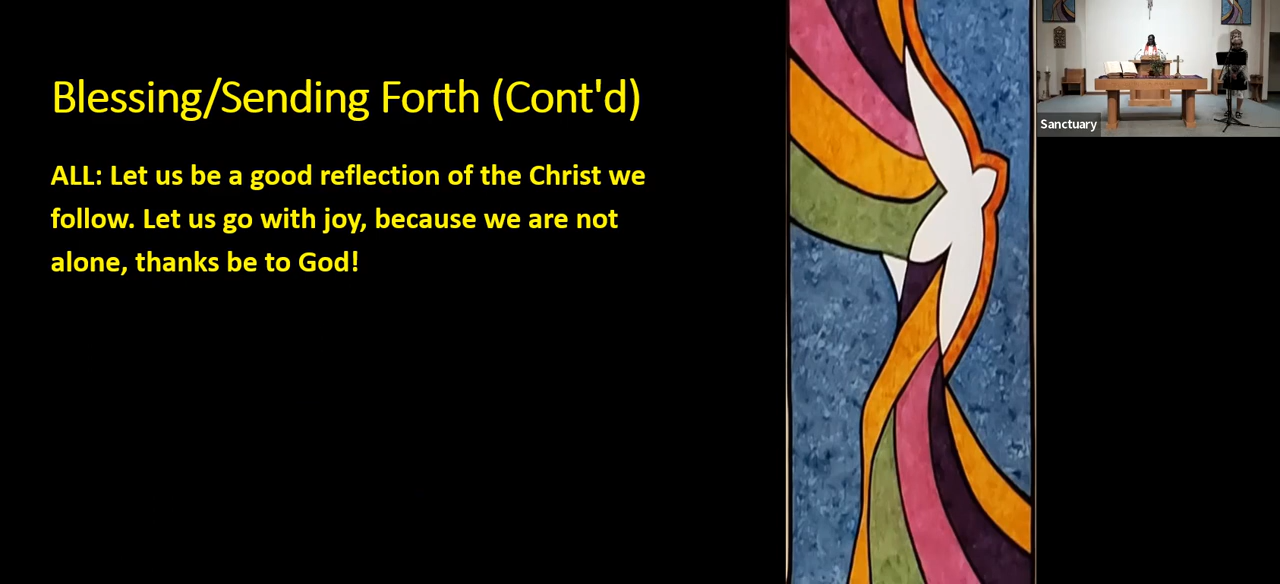 Blessing/Sending Forth (Cont'd)
ALL: Let us be a good reflection of the Christ we
follow. Let us go with joy, because we are not
alone, thanks be to God!
Sanctuary